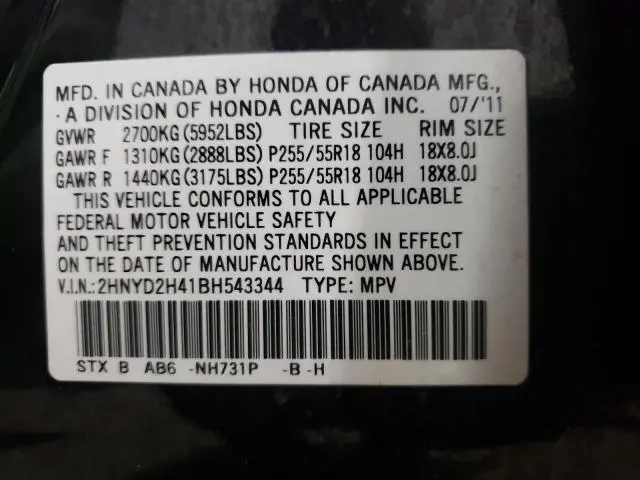 MFD. IN CANADA BY HONDA OF CANADA MFG.,
·A DIVISION OF HONDA CANADA INC. 07/'11
GVWR 2700KG(5952LBS) TIRE SIZE RIM SIZE
GAWR F 1310KG(2888LBS) P255/55R18 104H 18X8.0J
GAWR R 1440KG(3175LBS) P255/55R18 104H 18X8.0J
THIS VEHICLE CONFORMS TO ALL APPLICABLE
FEDERAL MOTOR VEHICLE SAFETY
AND THEFT PREVENTION STANDARDS IN EFFECT
ON THE DATE OF MANUFACTURE SHOWN ABOVE.
V.I.N.:2HNYD2H41BH543344 TYPE: MPV
STX B AB6 -NH731P -B -H